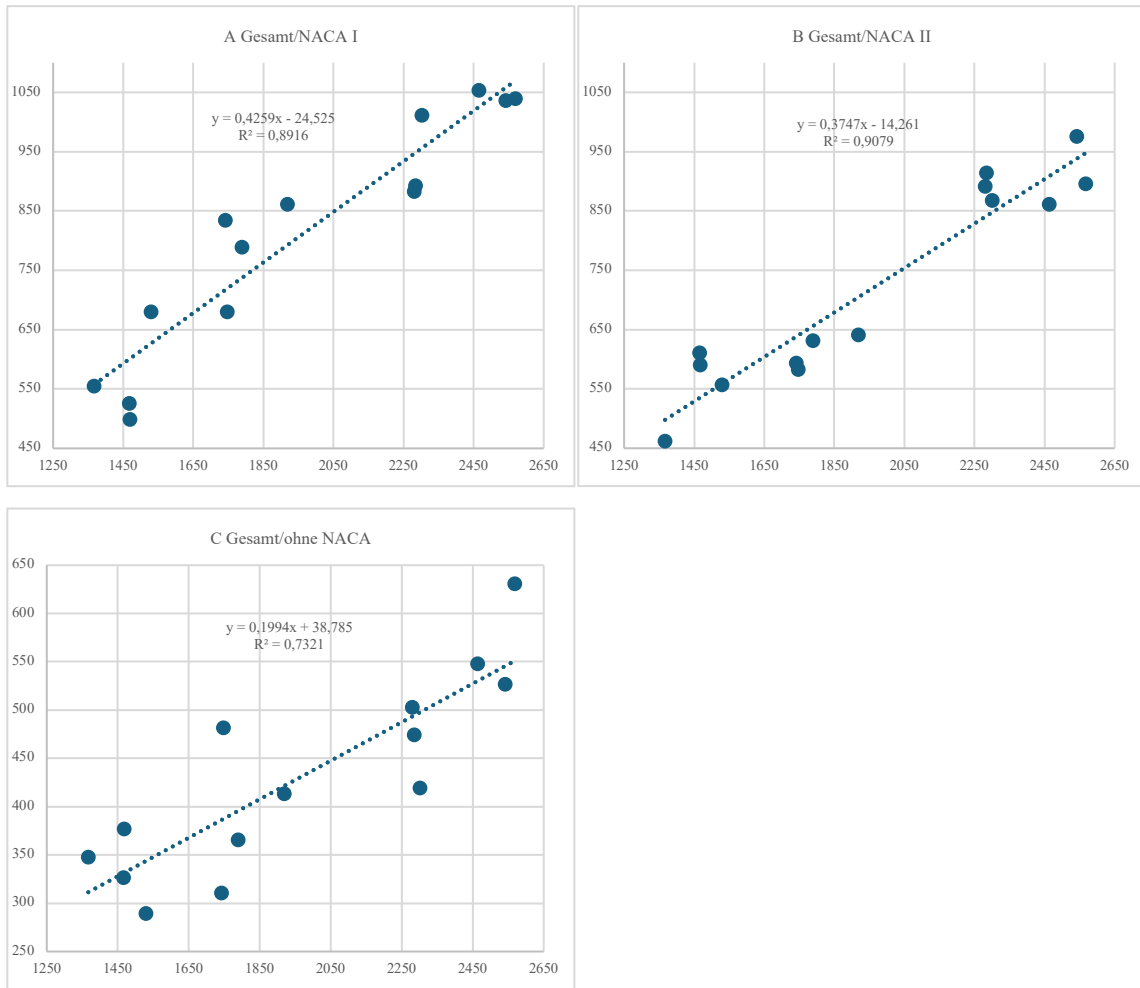 A Gesamt/NACA I
1050
y = 0,4259x - 24,525
R² = 0,8916
950
850
750
650
550
450
1250 1450 1650 1850 2050 2250 2450 2650
B Gesamt/NACA II
1050
y = 0,3747x - 14,261
R² = 0,9079
950
850
750
650
550
450
1250 1450 1650 1850 2050 2250 2450 2650
C Gesamt/ohne NACA
650
600
y = 0,1994x + 38,785
R² = 0,7321
550
500
450
400
350
300
250
1250 1450 1650 1850 2050 2250 2450 2650